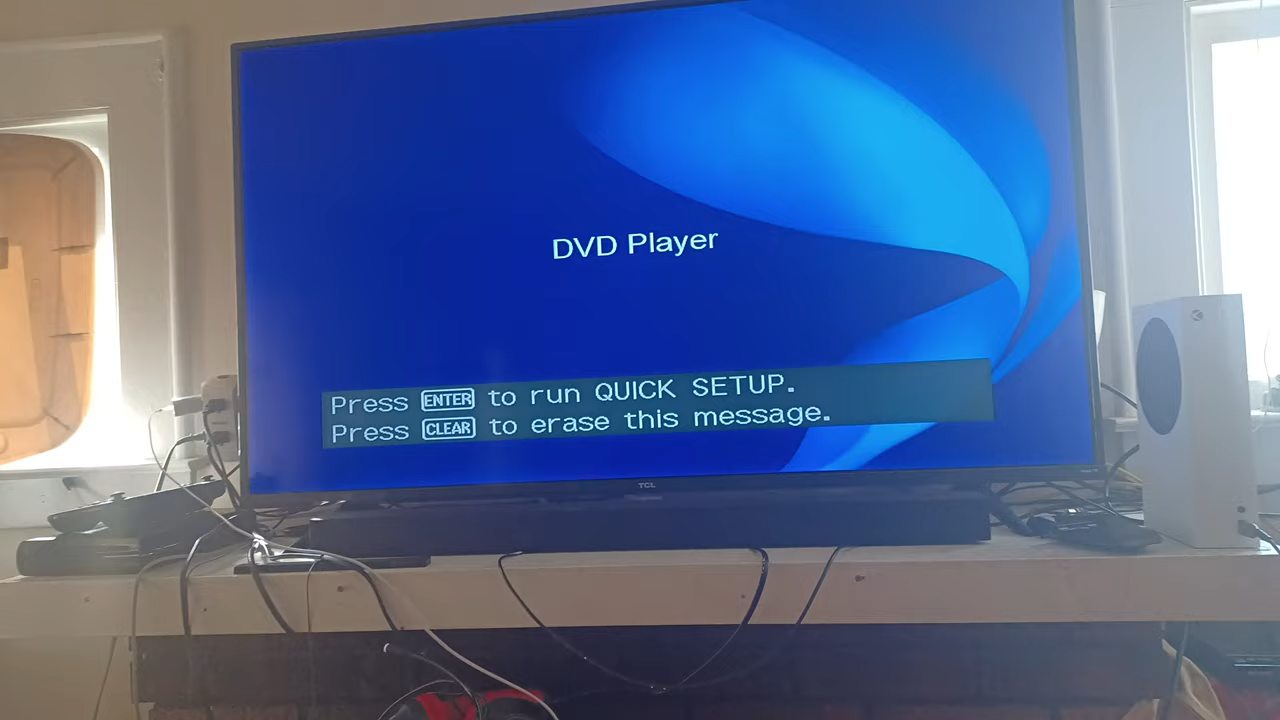 DVD Player
Press ENTER to run QUICK SETUP.
Press CLEAR to erase this message.
TCL